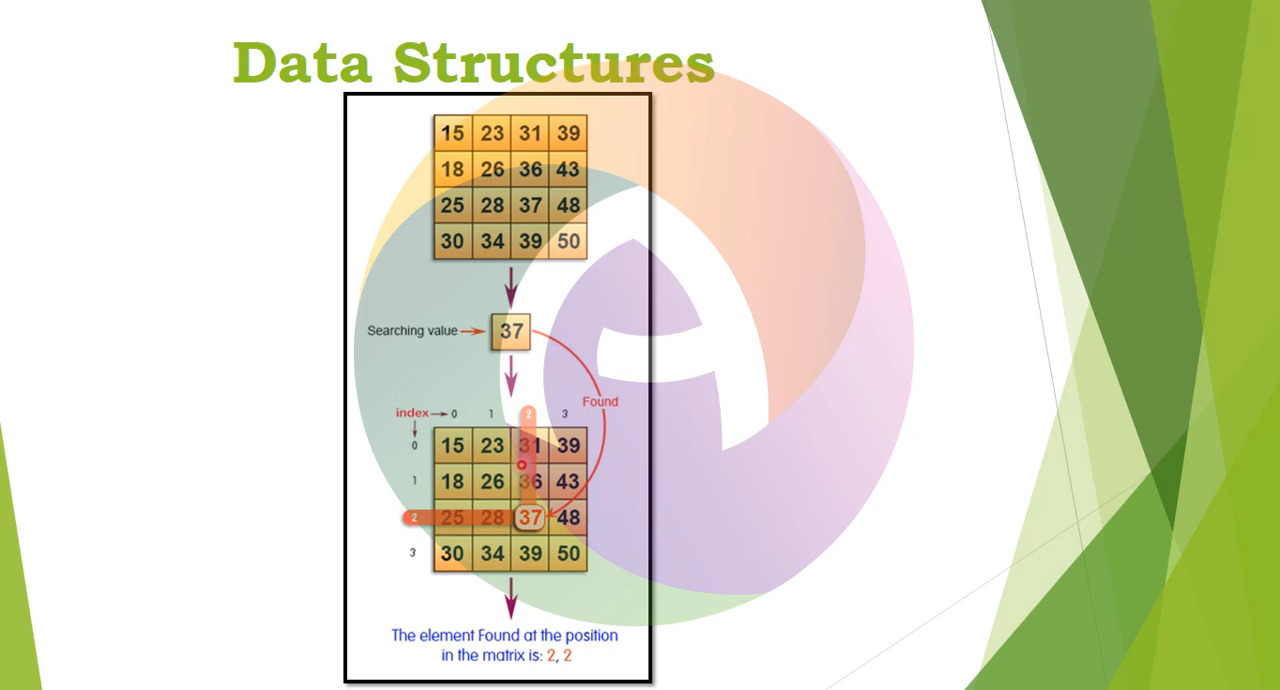 Data Structures
15 23 31 39
18 26 36 43
25 28 37 48
30 34 39 50
Searching value 37
Found
index 0 1 2 3
0 15 23 31 39
1 18 26 36 43
2 25 28 37 48
3 30 34 39 50
The element Found at the position
in the matrix is: 2, 2